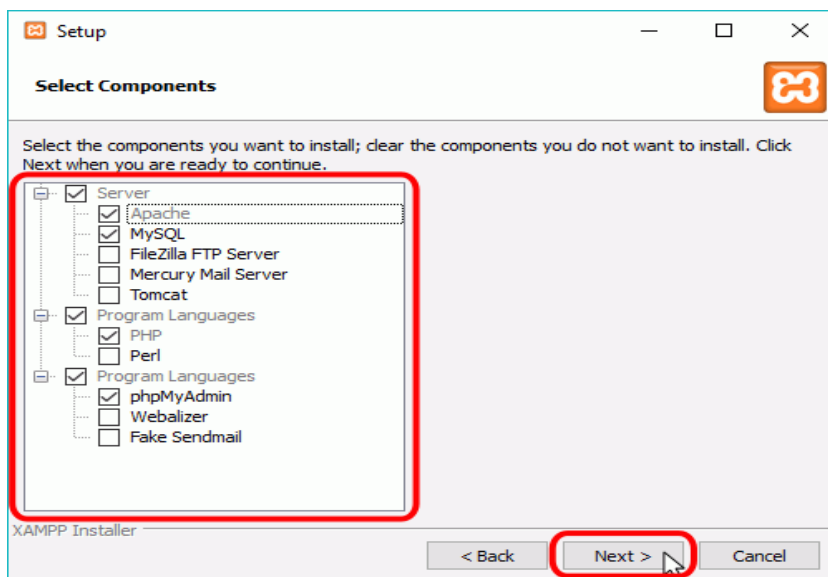 Setup
Select Components
Select the components you want to install; clear the components you do not want to install. Click
Next when you are ready to continue.
Server
Apache
MySQL
FileZilla FTP Server
Mercury Mail Server
Tomcat
Program Languages
PHP
Perl
Program Languages
phpMyAdmin
Webalizer
Fake Sendmail
XAMPP Installer
< Back
Next >
Cancel